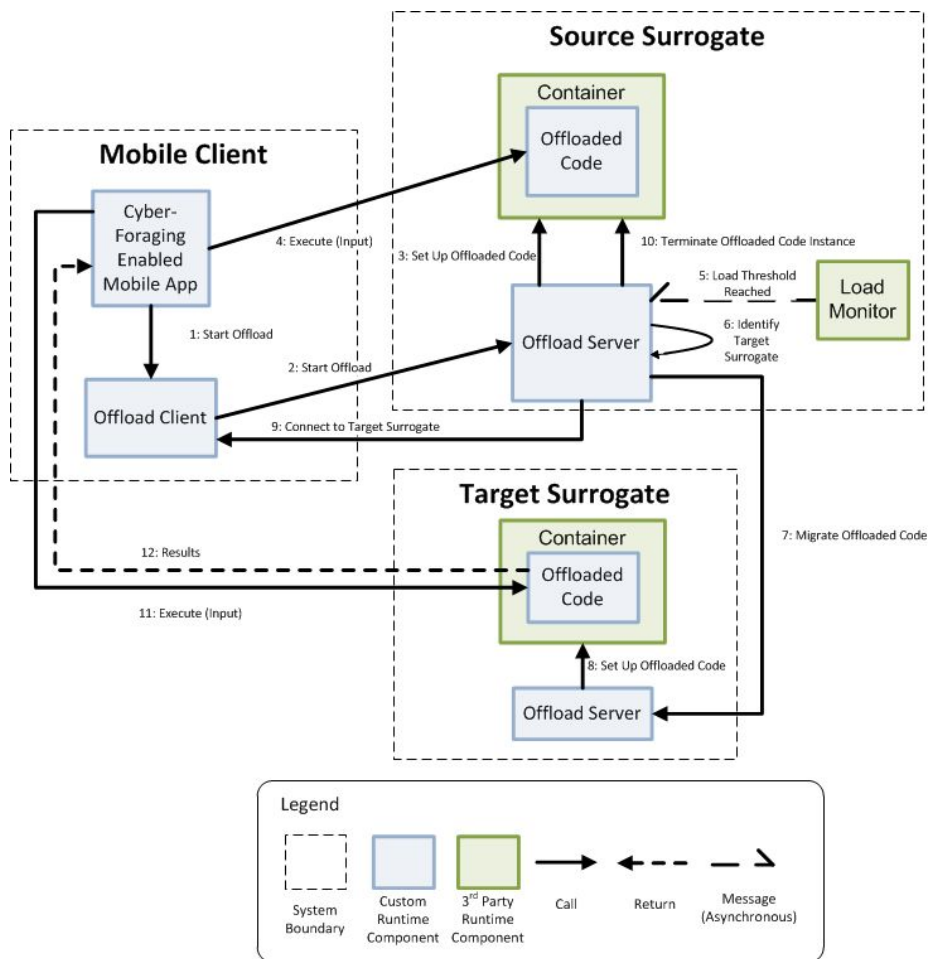 Source Surrogate
Container
Offloaded
Code
Mobile Client
Cyber-
Foraging
Enabled
Mobile App
4: Execute (Input)
3: Set Up Offloaded Code
10: Terminate Offloaded Code Instance
5: Load Threshold
Reached
Load
Monitor
6: Identify
Target
Surrogate
Offload Server
1: Start Offload
2: Start Offload
Offload Client
9: Connect to Target Surrogate
Target Surrogate
Container
Offloaded
Code
7: Migrate Offloaded Code
12: Results
11: Execute (Input)
8: Set Up Offloaded Code
Offload Server
Legend
System
Boundary
Custom
Runtime
Component
3rd Party
Runtime
Component
Call
Return
Message
(Asynchronous)